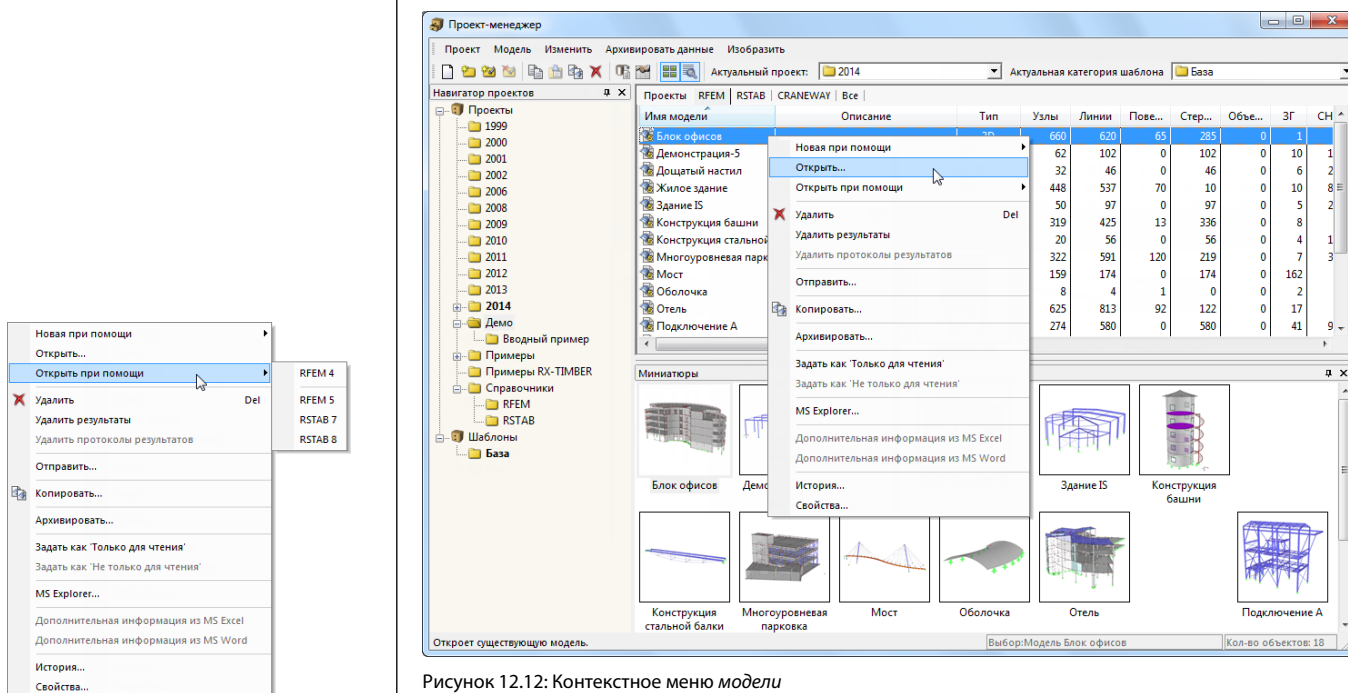 Новая при помощи
Открыть...
Открыть при помощи
RFEM 4
Удалить Del
RFEM 5
Удалить результаты
RSTAB 7
Удалить протоколы результатов
RSTAB 8
Отправить...
Копировать...
Архивировать...
Задать как 'Только для чтения'
Задать как 'Не только для чтения'
MS Explorer...
Дополнительная информация из MS Excel
Дополнительная информация из MS Word
История...
Свойства...
Проект-менеджер
Проект Модель Изменить Архивировать данные Изобразить
Актуальный проект: 2014 Актуальная категория шаблона База
Навигатор проектов
Проекты
1999
2000
2001
2002
2006
2008
2009
2010
2011
2012
2013
2014
Демо
Вводный пример
Примеры
Примеры RX-TIMBER
Справочники
RFEM
RSTAB
Шаблоны
База
Проекты RFEM RSTAB CRANEWAY Все
Имя модели Описание Тип Узлы Линии Пове... Стер... Объе... ЗГ СН
Блок офисов 3D 660 620 65 285 0 1
Демонстрация-5 62 102 0 102 0 10 1
Дощатый настил 32 46 0 46 0 6 2
Жилое здание 448 537 70 10 0 10 8
Здание IS 50 97 0 97 0 5 2
Конструкция башни 319 425 13 336 0 8
Конструкция стальной 20 56 0 56 0 4 1
Многоуровневая парк 322 591 120 219 0 7 3
Мост 159 174 0 174 0 162
Оболочка 8 4 1 0 0 2
Отель 625 813 92 122 0 17
Подключение A 274 580 0 580 0 41 9
Новая при помощи
Открыть...
Открыть при помощи
Удалить Del
Удалить результаты
Удалить протоколы результатов
Отправить...
Копировать...
Архивировать...
Задать как 'Только для чтения'
Задать как 'Не только для чтения'
MS Explorer...
Дополнительная информация из MS Excel
Дополнительная информация из MS Word
История...
Свойства...
Миниатюры
Блок офисов
Демо
Здание IS
Конструкция
башни
Конструкция
стальной балки
Многоуровневая
парковка
Мост
Оболочка
Отель
Подключение A
Откроет существующую модель.
Выбор:Модель Блок офисов
Кол-во объектов: 18
Рисунок 12.12: Контекстное меню модели